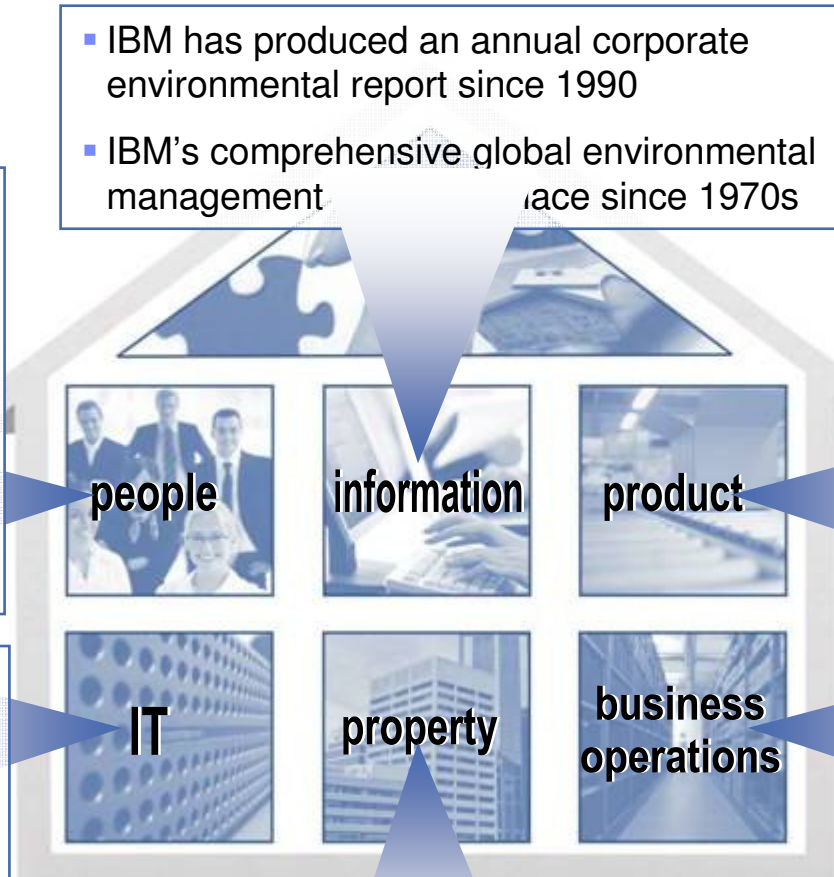 IBM has produced an annual corporate
environmental report since 1990
IBM's comprehensive global environmental
management since 1970s
people
information
product
IT
property
business
operations